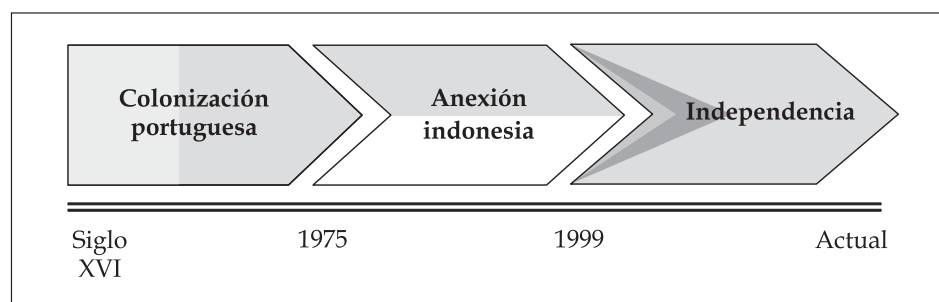 Colonización
portuguesa
Anexión
indonesia
Independencia
Siglo
XVI
1975
1999
Actual